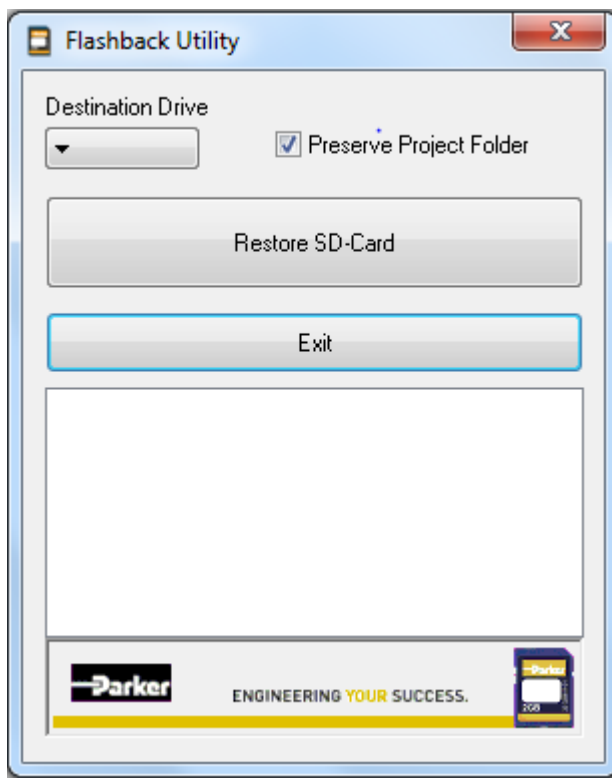 Flashback Utility
Destination Drive
Preserve Project Folder
Restore SD-Card
Exit
Parker
ENGINEERING YOUR SUCCESS.
Parker
2GB